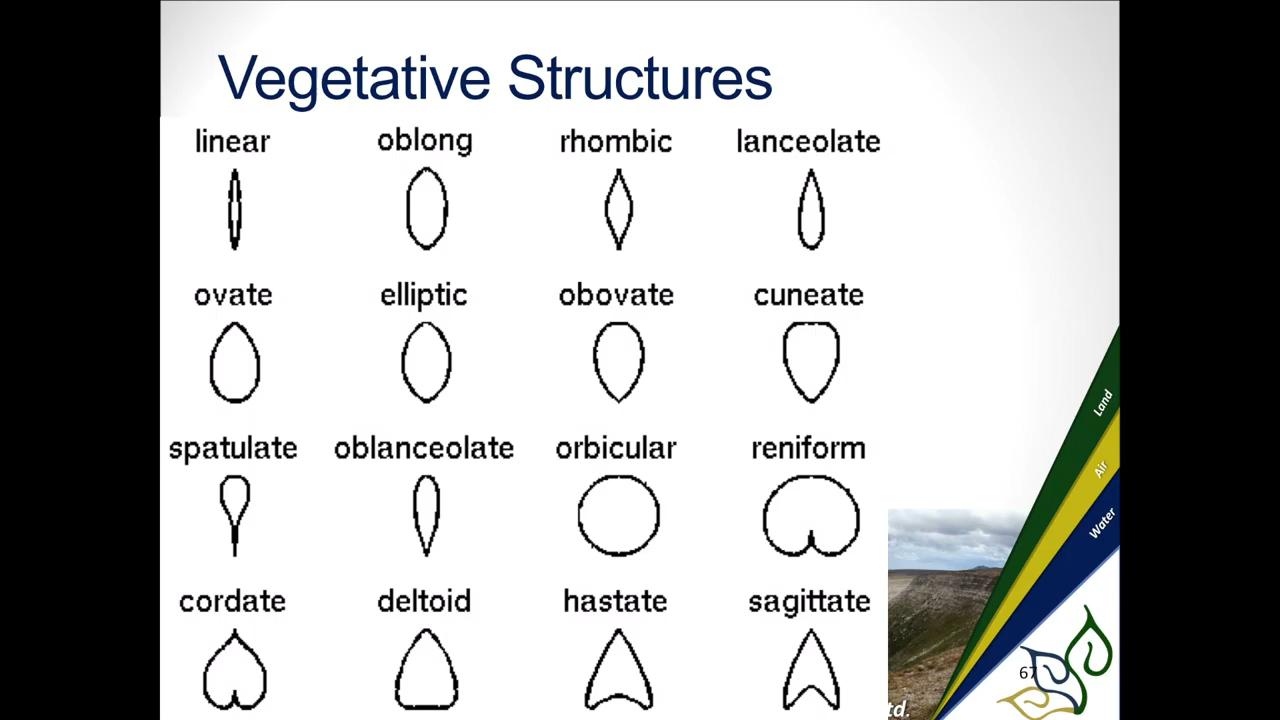 Vegetative Structures
linear oblong rhombic lanceolate
ovate elliptic obovate cuneate
spatulate oblanceolate orbicular reniform
cordate deltoid hastate sagittate
Land
Air
Water
67
td.